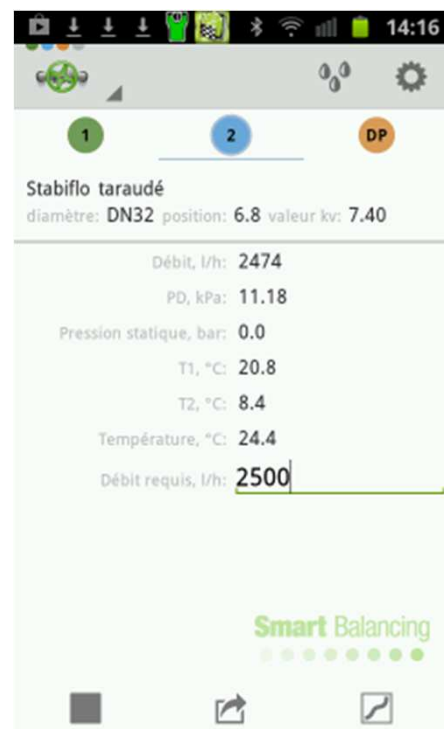 14:16
1 2 DP
Stabiflo taraudé
diamètre: DN32 position: 6.8 valeur kv: 7.40
Débit, l/h: 2474
PD, kPa: 11.18
Pression statique, bar: 0.0
T1, °C: 20.8
T2, °C: 8.4
Température, °C: 24.4
Débit requis, l/h: 2500
Smart Balancing